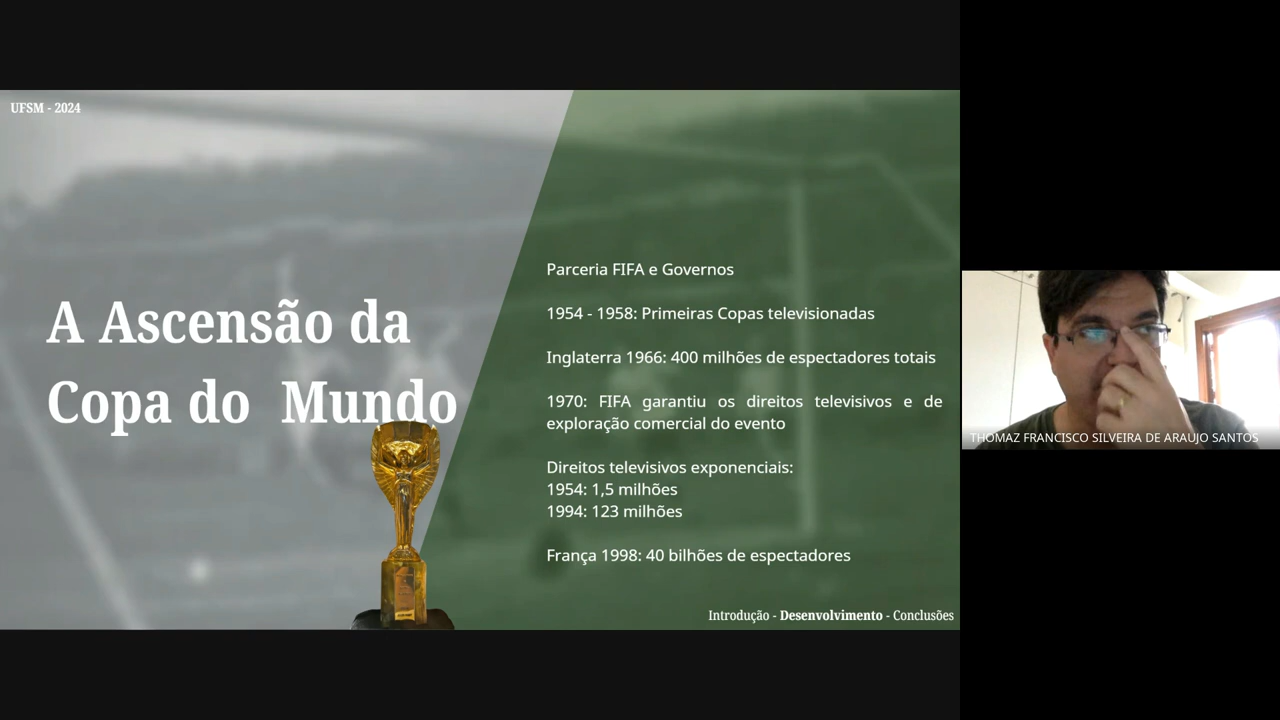 UFSM - 2024
A Ascensão da
Copa do Mundo
Parceria FIFA e Governos
1954 - 1958: Primeiras Copas televisionadas
Inglaterra 1966: 400 milhões de espectadores totais
1970: FIFA garantiu os direitos televisivos e de
exploração comercial do evento
Direitos televisivos exponenciais:
1954: 1,5 milhões
1994: 123 milhões
França 1998: 40 bilhões de espectadores
Introdução - Desenvolvimento - Conclusões
THOMAZ FRANCISCO SILVEIRA DE ARAUJO SANTOS